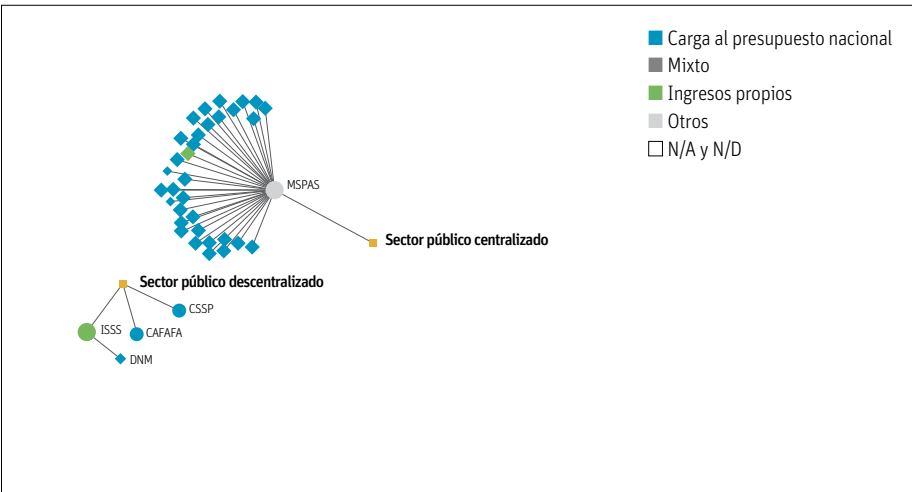 Carga al presupuesto nacional
Mixto
Ingresos propios
Otros
N/A y N/D
MSPAS
Sector público centralizado
Sector público descentralizado
CSSP
ISSS
CAFAFA
DNM